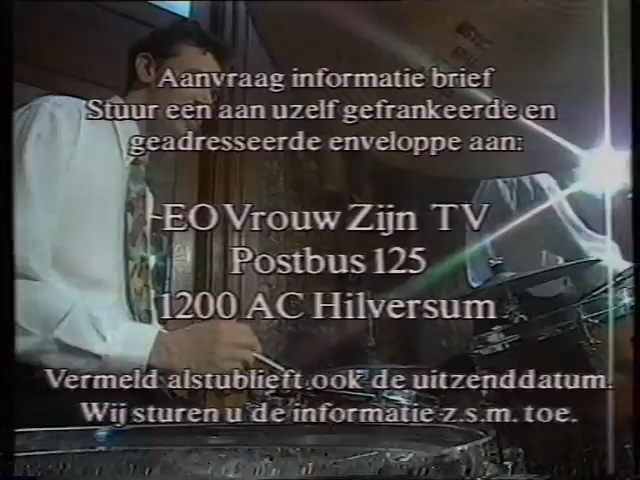 Aanvraag informatie brief
Stuur een aan uzelf gefrankeerde en
geadresseerde enveloppe aan:
EO Vrouw Zijn TV
Postbus 125
1200 AC Hilversum
Vermeld alstublieft ook de uitzenddatum.
Wij sturen u de informatie z.s.m. toe.